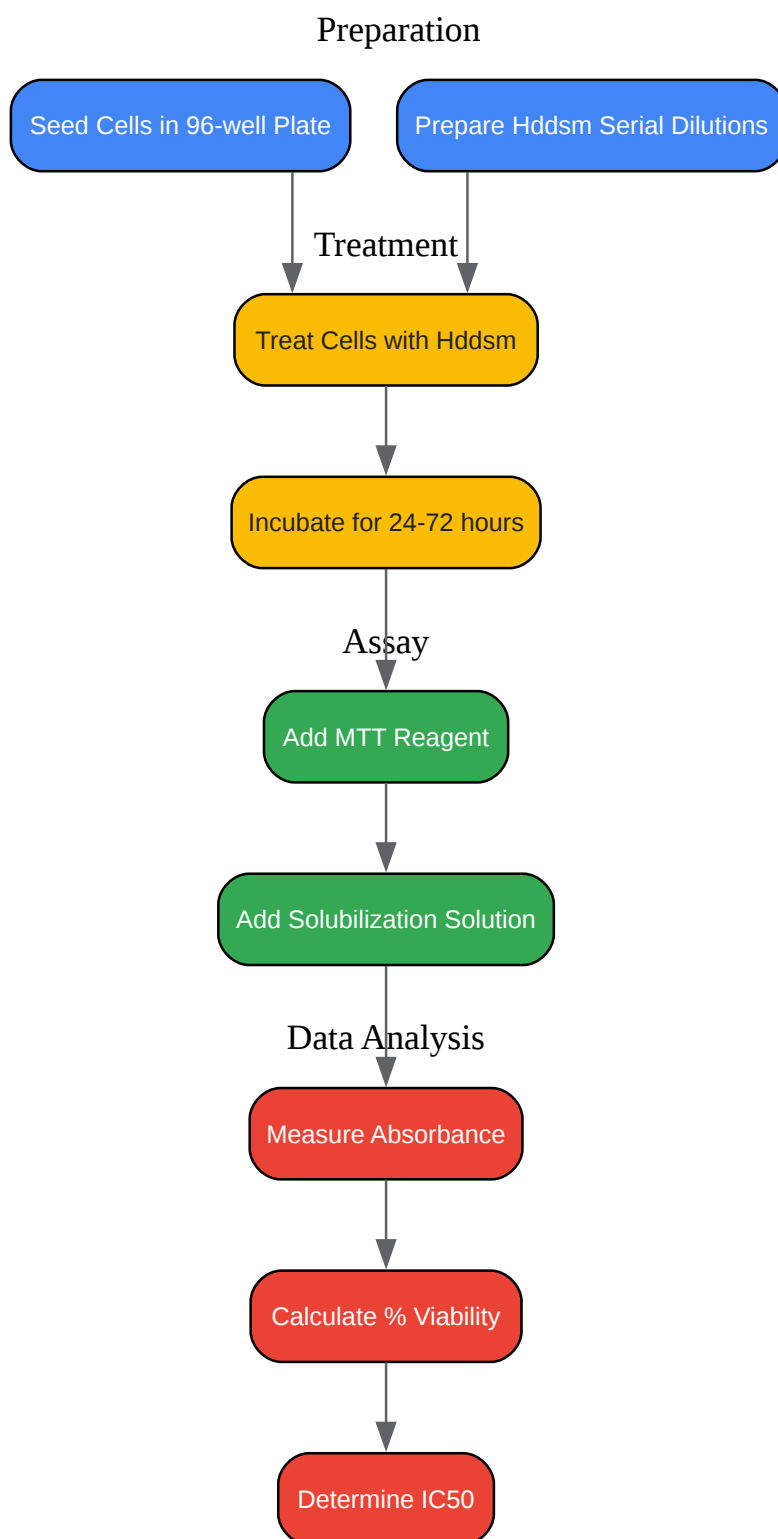 Preparation
Seed Cells in 96-well Plate
Prepare Hddsm Serial Dilutions
Treatment
Treat Cells with Hddsm
Incubate for 24-72 hours
Assay
Add MTT Reagent
Add Solubilization Solution
Data Analysis
Measure Absorbance
Calculate % Viability
Determine IC50